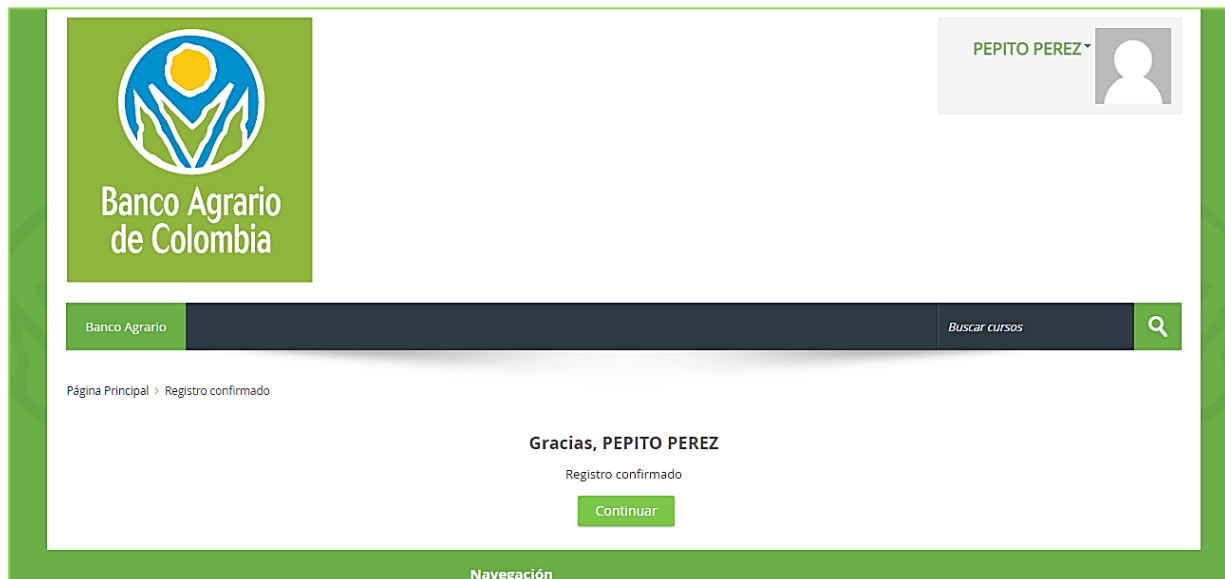 PEPITO PEREZ
Banco Agrario
de Colombia
Banco Agrario
Buscar cursos
Página Principal > Registro confirmado
Gracias, PEPITO PEREZ
Registro confirmado
Continuar
Navegación